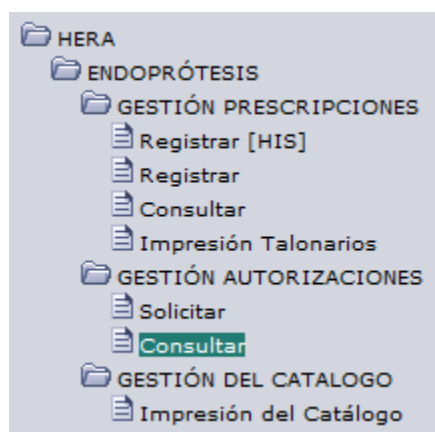 HERA
ENDOPRÓTESIS
GESTIÓN PRESCRIPCIONES
Registrar [HIS]
Registrar
Consultar
Impresión Talonarios
GESTIÓN AUTORIZACIONES
Solicitar
Consultar
GESTIÓN DEL CATALOGO
Impresión del Catálogo